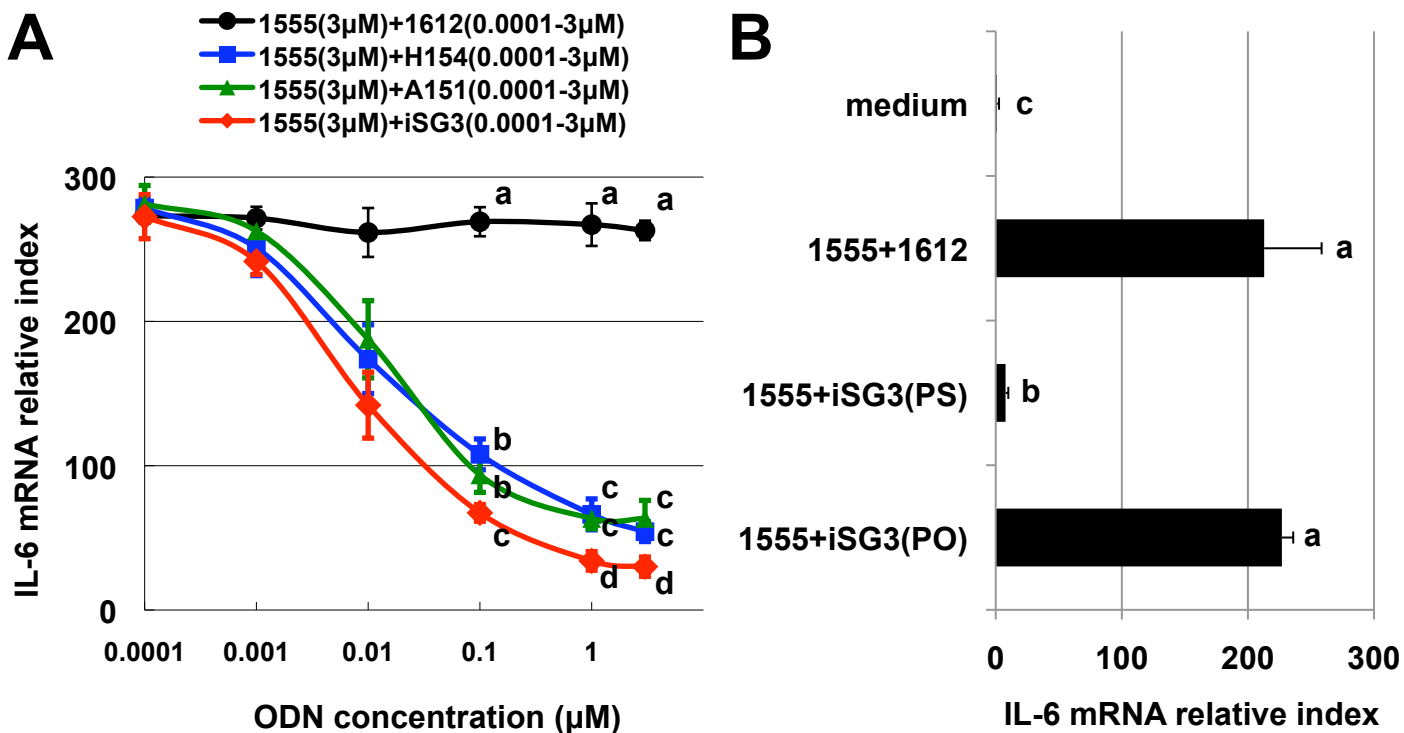 A
1555(3μM)+1612(0.0001-3μM)
1555(3μM)+H154(0.0001-3μM)
1555(3μM)+A151(0.0001-3μM)
1555(3μM)+iSG3(0.0001-3μM)
IL-6 mRNA relative index
300
200
100
0
a
a
a
b
b
c
c
c
d
c
c
d
0.0001
0.001
0.01
0.1
1
ODN concentration (μM)
B
medium
c
1555+1612
a
1555+iSG3(PS)
b
1555+iSG3(PO)
a
0
100
200
300
IL-6 mRNA relative index